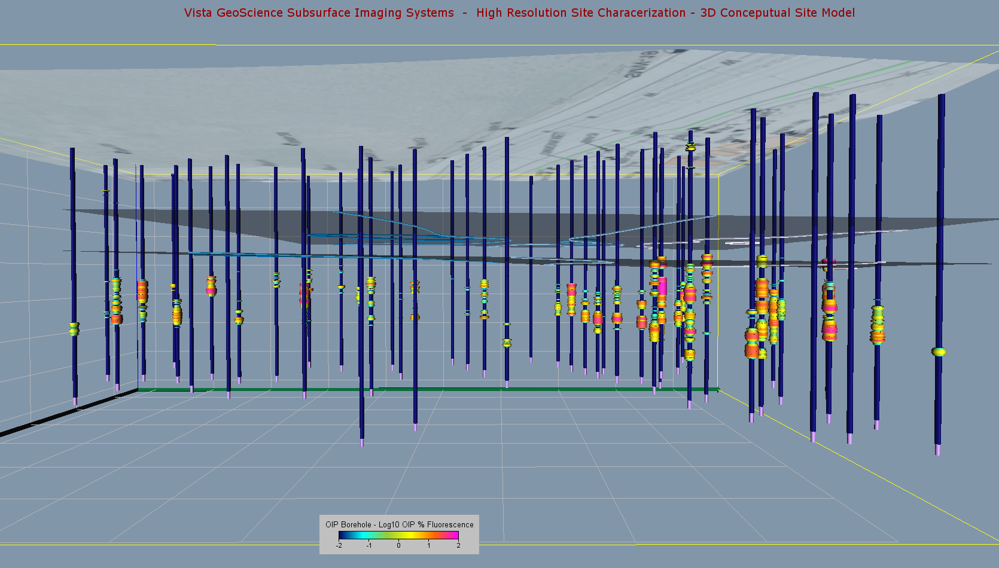 Vista GeoScience Subsurface Imaging Systems  -  High Resolution Site Characerization - 3D Conceputual Site Model
OIP Borehole - Log10 OIP % Fluorescence
-2 -1 0 1 2